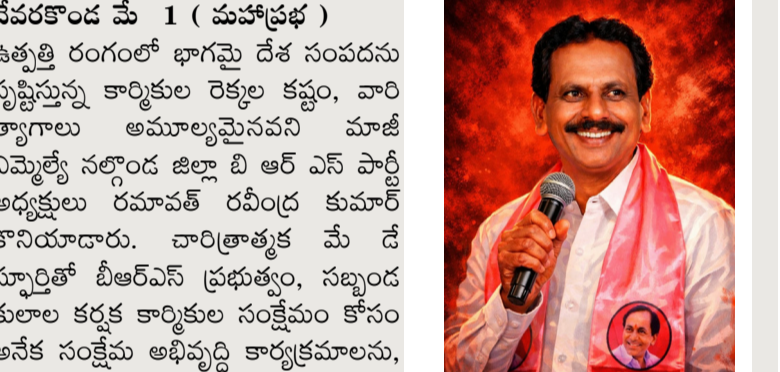 దేవరకొండ మే 1 ( మహాప్రభ )
ఉత్పత్తి రంగంలో భాగమై దేశ సంపదను
సృష్టిస్తున్న కార్మికుల రెక్కల కష్టం, వారి
త్యాగాలు అమూల్యమైనవని మాజీ
ఎమ్మెల్యే నల్గొండ జిల్లా బి ఆర్ ఎస్ పార్టీ
అధ్యక్షులు రమావత్ రవీంద్ర కుమార్
కొనియాడారు. చారిత్రాత్మక మే డే
స్ఫూర్తితో బీఆర్ఎస్ ప్రభుత్వం, సబ్బండ
కులాల కర్షక కార్మికుల సంక్షేమం కోసం
అనేక సంక్షేమ అభివృద్ది కార్యక్రమాలను,